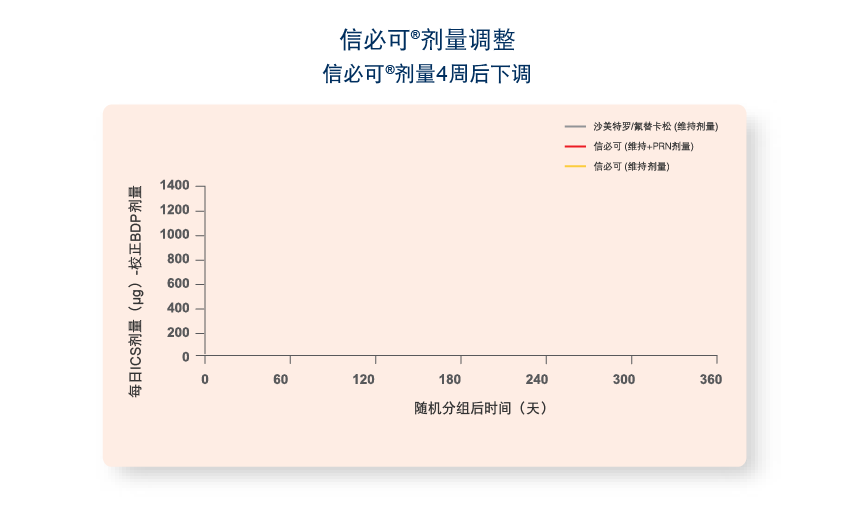 信必可®剂量调整
信必可®剂量4周后下调
沙美特罗/氟替卡松 (维持剂量)
信必可 (维持+PRN剂量)
信必可 (维持剂量)
每日ICS剂量（μg）-校正BDP剂量
1400
1200
1000
800
600
400
200
0
0 60 120 180 240 300 360
随机分组后时间（天）